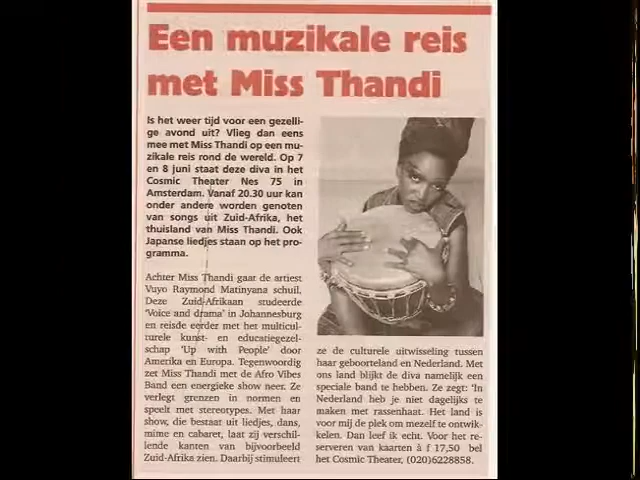 Een muzikale reis
met Miss Thandi
Is het weer tijd voor een gezelli-
ge avond uit? Vlieg dan eens
mee met Miss Thandi op een mu-
zikale reis rond de wereld. Op 7
en 8 juni staat deze diva in het
Cosmic Theater Nes 75 in
Amsterdam. Vanaf 20.30 uur kan
onder andere worden genoten
van songs uit Zuid-Afrika, het
thuisland van Miss Thandi. Ook
Japanse liedjes staan op het pro-
gramma.
Achter Miss Thandi gaar de artiest
Vuyo Raymond Matinyana schuil.
Deze Zuid-Afrikaan studeerde
'Voice and drama' in Johannesburg
en reisde eerder met het multicul-
turele kunst- en educatiegezel-
schap 'Up with People' door
Amerika en Europa. Tegenwoordig
zet Miss Thandi met de Afro Vibes
Band een energieke show neer. Ze
verlegt grenzen in normen en
speelt met stereotypes. Met haar
show, die bestaat uit liedjes, dans,
mime en cabaret, laat zij verschil-
lende kanten van bijvoorbeeld
Zuid-Afrika zien. Daarbij stimuleert
ze de culturele uitwisseling tussen
haar geboorteland en Nederland. Met
ons land blijkt de diva namelijk een
speciale band te hebben. Ze zegt: 'In
Nederland heb je niet dagelijks te
maken met rassenhaat. Het land is
voor mij de plek om mezelf te ontwik-
kelen. Dan leef ik echt. Voor het re-
serveren van kaarten à f 17,50 bel
het Cosmic Theater, (020)6228858.